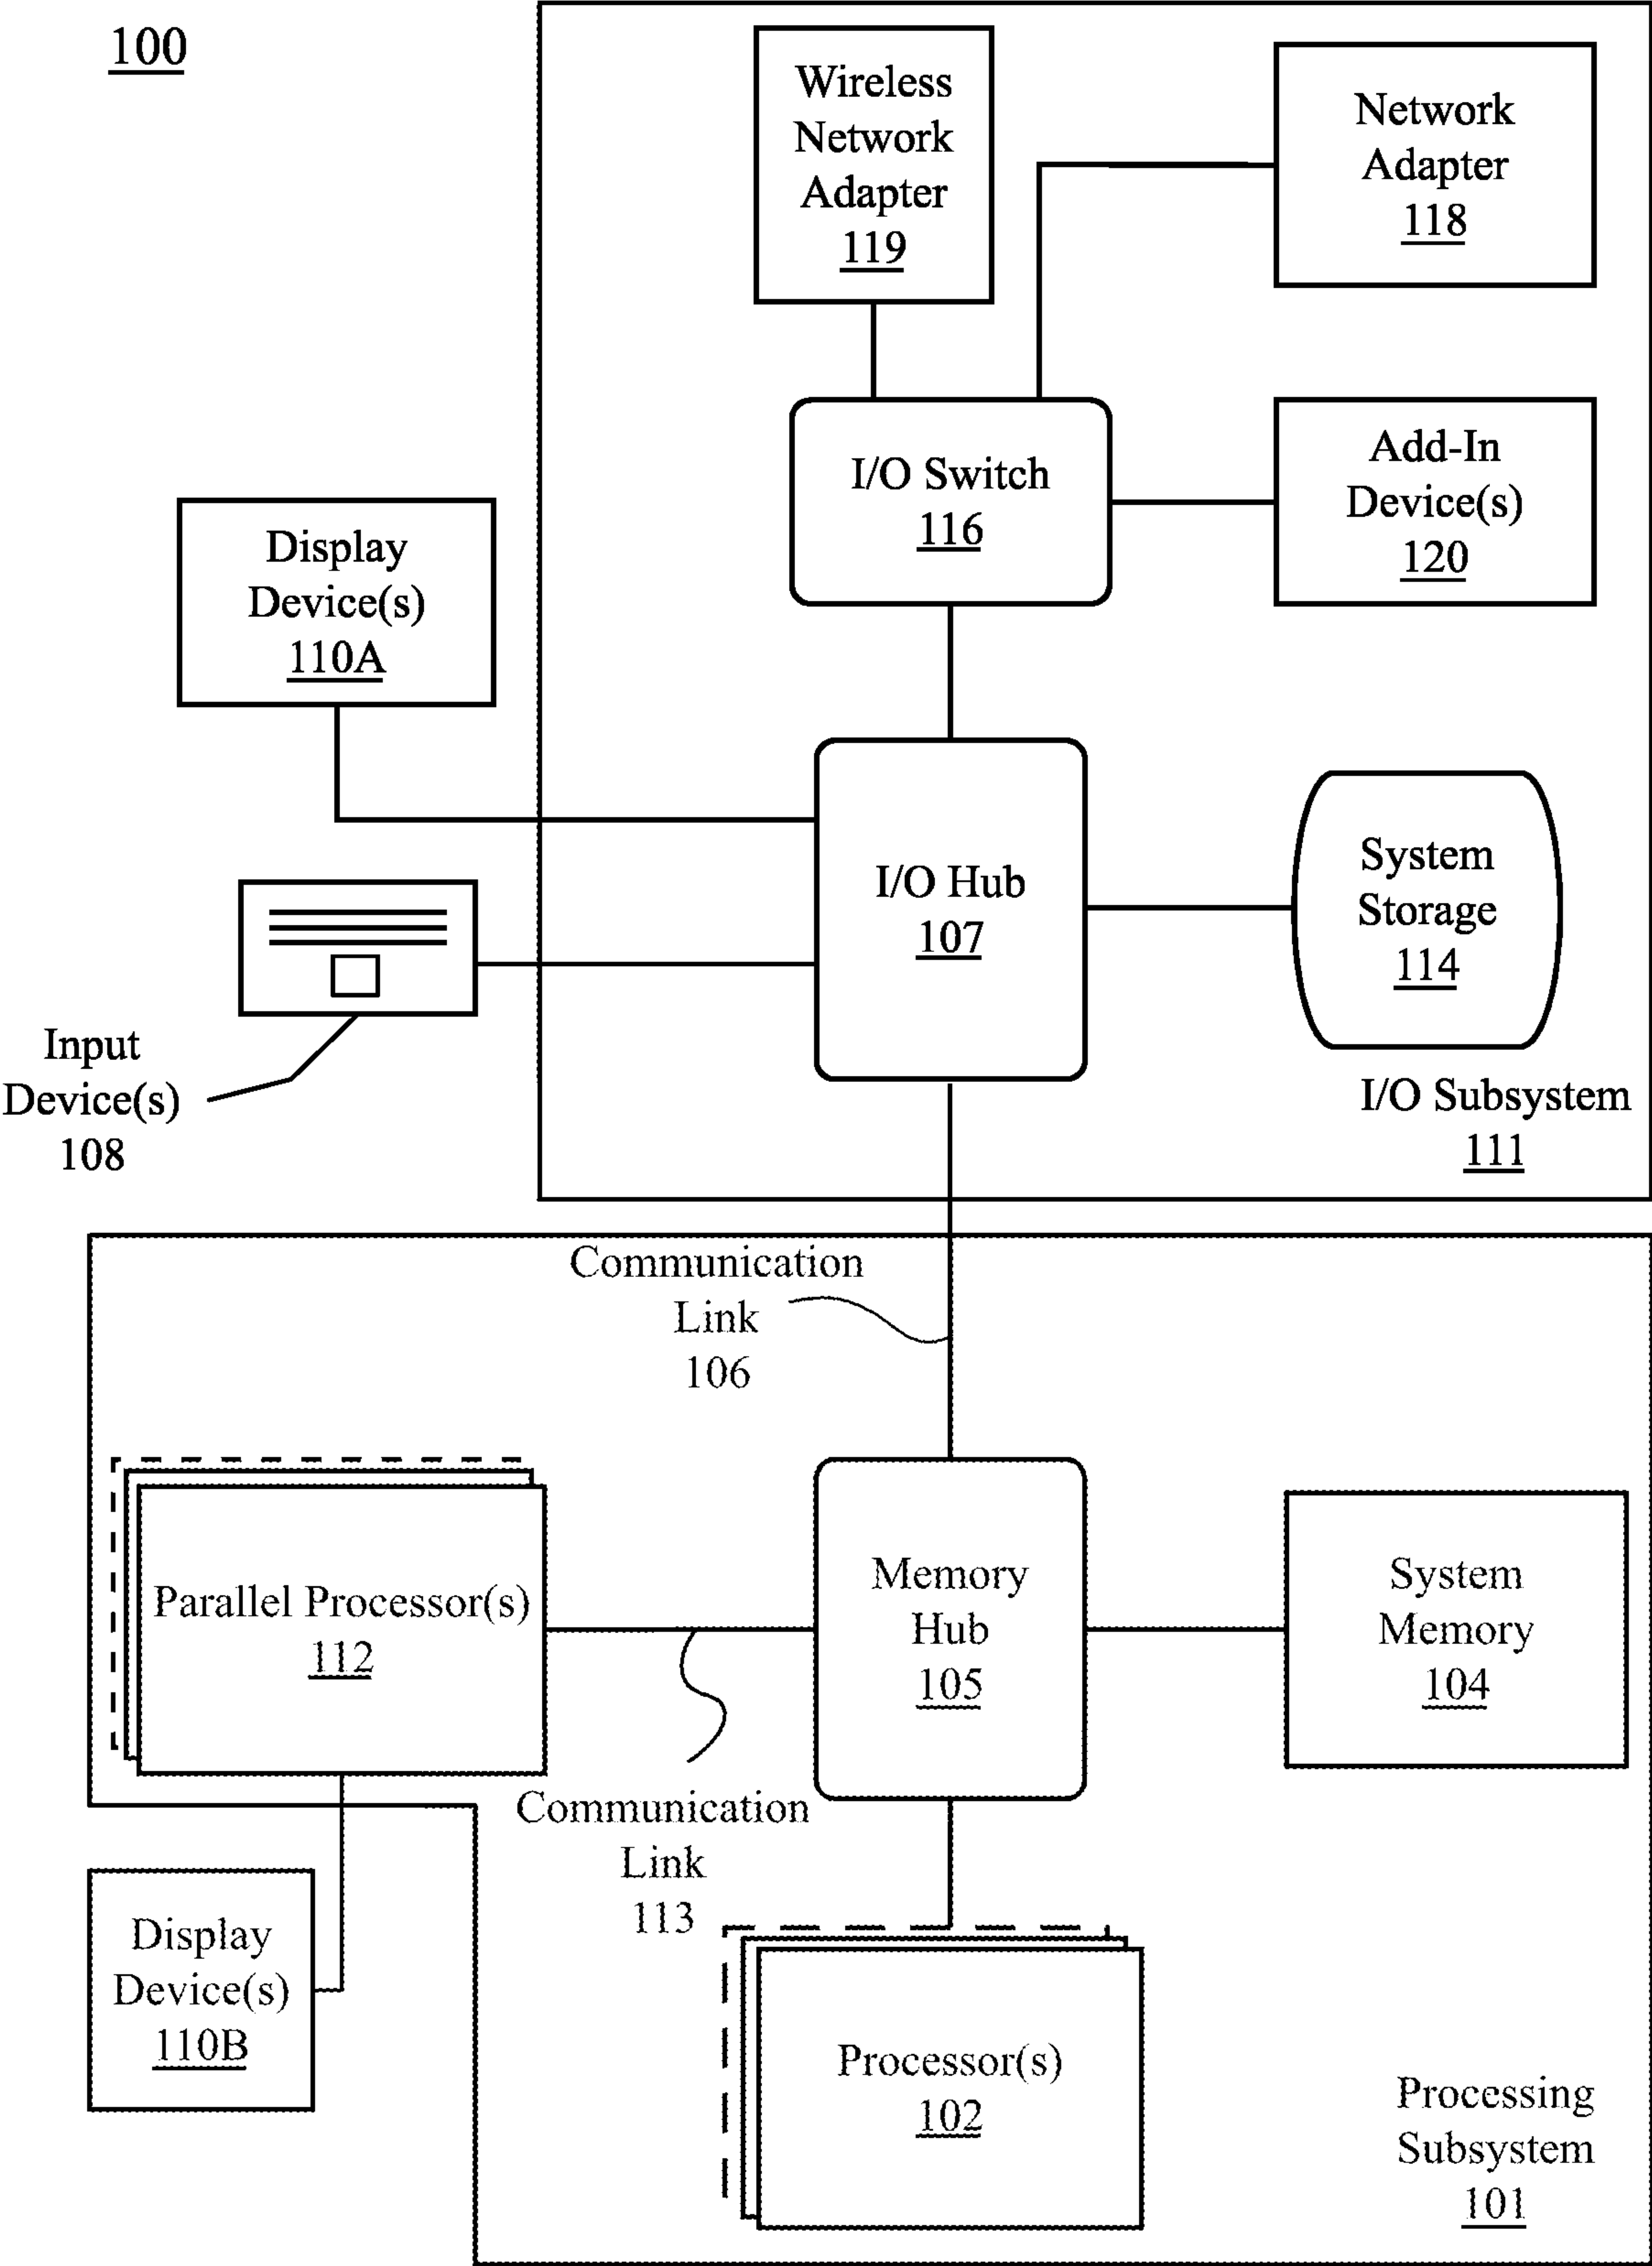 100
Wireless
Network
Adapter
119
Network
Adapter
118
I/O Switch
116
Add-In
Device(s)
120
Display
Device(s)
110A
I/O Hub
107
System
Storage
114
Input
Device(s)
108
I/O Subsystem
111
Communication
Link
106
Parallel Processor(s)
112
Memory
Hub
105
System
Memory
104
Communication
Link
113
Display
Device(s)
110B
Processor(s)
102
Processing
Subsystem
101